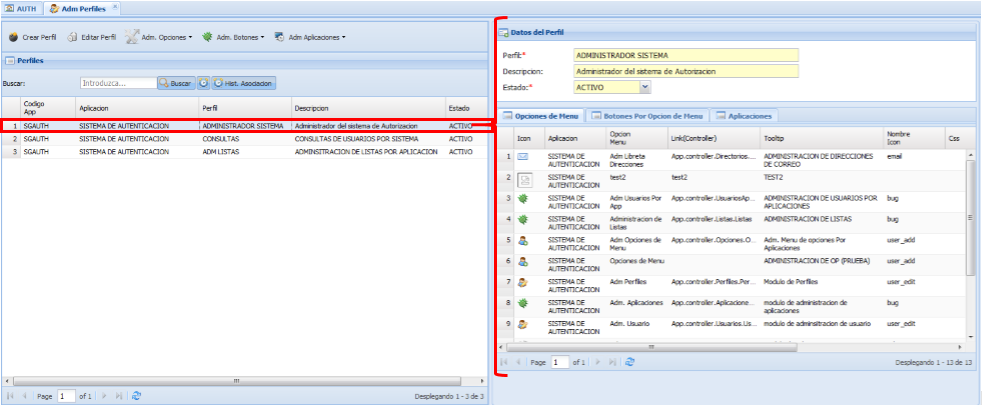 AUTH Adm Perfiles
Crear Perfil Editar Perfil Adm. Opciones Adm. Botones Adm Aplicaciones
Perfiles
Buscar: Introduzca... Buscar Hist. Asociacion
Codigo App Aplicacion Perfil Descripcion Estado
1 SGAUTH SISTEMA DE AUTENTICACION ADMINISTRADOR SISTEMA Administrador del sistema de Autorizacion ACTIVO
2 SGAUTH SISTEMA DE AUTENTICACION CONSULTAS CONSULTAS DE USUARIOS POR SISTEMA ACTIVO
3 SGAUTH SISTEMA DE AUTENTICACION ADM LISTAS ADMINSITRACION DE LISTAS POR APLICACION ACTIVO
Page 1 of 1 Desplegando 1 - 3 de 3
Datos del Perfil
Perfil:* ADMINISTRADOR SISTEMA
Descripcion: Administrador del sistema de Autorizacion
Estado:* ACTIVO
Opciones de Menu Botones Por Opcion de Menu Aplicaciones
Icon Aplicacion Opcion Menu Link(Controller) Tooltip Nombre Icon Css
1 SISTEMA DE AUTENTICACION Adm Libreta Direcciones App.controller.Directorios.... ADMINISTRACION DE DIRECCIONES DE CORREO email
2 SISTEMA DE AUTENTICACION test2 test2 TEST2
3 SISTEMA DE AUTENTICACION Adm Usuarios Por App App.controller.UsuariosAp... ADMINISTRACION DE USUARIOS POR APLICACIONES bug
4 SISTEMA DE AUTENTICACION Administracion de Listas App.controller.Listas.Listas ADMINISTRACION DE LISTAS bug
5 SISTEMA DE AUTENTICACION Adm Opciones de Menu App.controller.Opciones.O... Adm. Menu de opciones Por Aplicaciones user_add
6 SISTEMA DE AUTENTICACION Opciones de Menu ADMINISTRACION DE OP (PRUEBA) user_add
7 SISTEMA DE AUTENTICACION Adm Perfiles App.controller.Perfiles.Per... Modulo de Perfiles user_edit
8 SISTEMA DE AUTENTICACION Adm. Aplicaciones App.controller.Aplicacione... modulo de administracion de aplicaciones bug
9 SISTEMA DE AUTENTICACION Adm. Usuario App.controller.Usuarios.Us... modulo de adminsitracion de usuario user_edit
Page 1 of 1 Desplegando 1 - 13 de 13